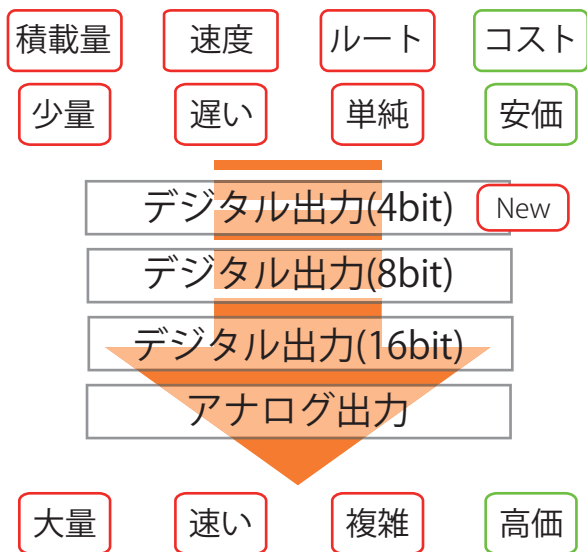 積載量 速度 ルート コスト
少量 遅い 単純 安価
デジタル出力(4bit) New
デジタル出力(8bit)
デジタル出力(16bit)
アナログ出力
大量 速い 複雑 高価